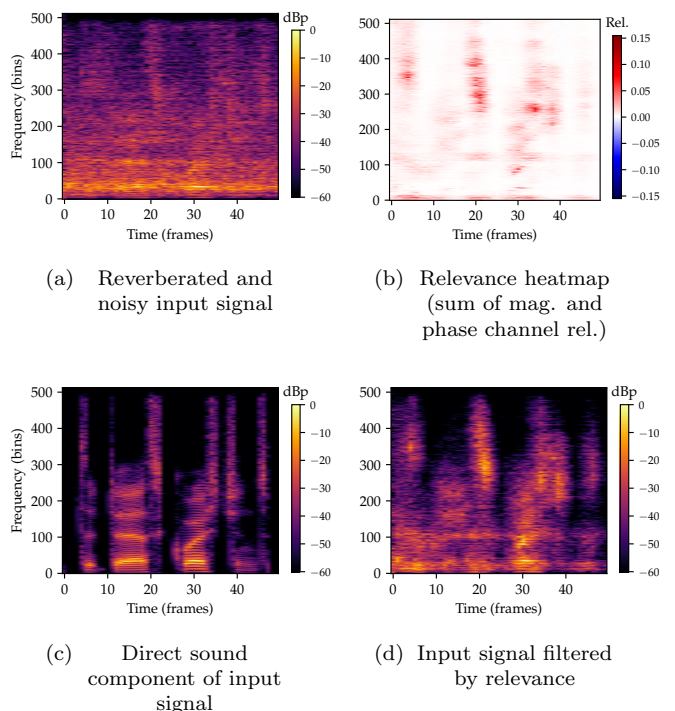 dBp
500
400
300
200
100
0
Frequency (bins)
0 20 40
Time (frames)
0
−10
−20
−30
−40
−50
−60
(a) Reverberated and
noisy input signal
Rel.
500
400
300
200
100
0
0 10 20 30 40
Time (frames)
0.15
0.10
0.05
0.00
−0.05
−0.10
−0.15
(b) Relevance heatmap
(sum of mag. and
phase channel rel.)
dBp
500
400
300
200
100
0
Frequency (bins)
0 10 20 30 40
Time (frames)
0
−10
−20
−30
−40
−50
−60
(c) Direct sound
component of input
signal
dBp
500
400
300
200
100
0
0 20 40
Time (frames)
0
−10
−20
−30
−40
−50
−60
(d) Input signal filtered
by relevance